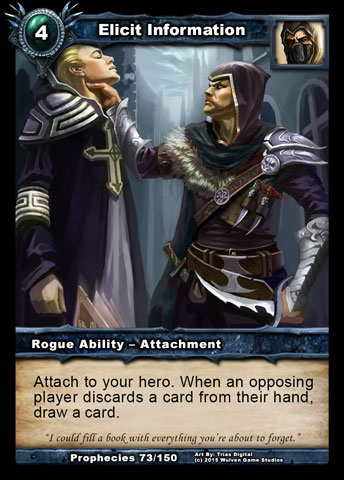 4
Elicit Information
Rogue Ability – Attachment
Attach to your hero. When an opposing
player discards a card from their hand,
draw a card.
"I could fill a book with everything you're about to forget."
Prophecies 73/150
Art By: Trias Digital
(c) 2015 Wulven Game Studios